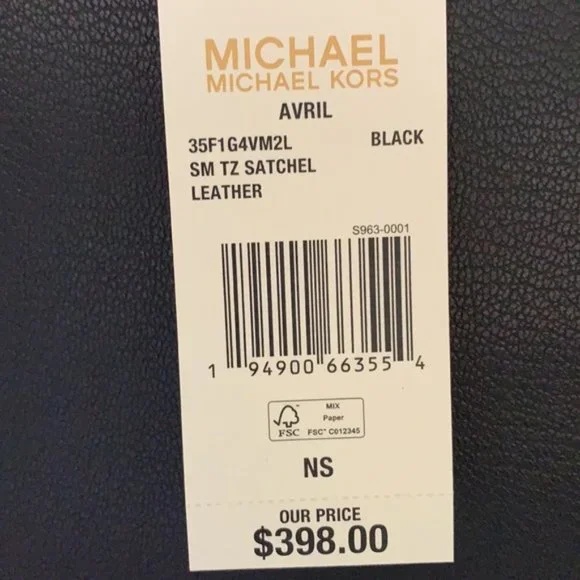 MICHAEL
MICHAEL KORS
AVRIL
35F1G4VM2L BLACK
SM TZ SATCHEL
LEATHER
S963-0001
1 94900 66355 4
FSC
MIX
Paper
FSC® C012345
NS
OUR PRICE
$398.00